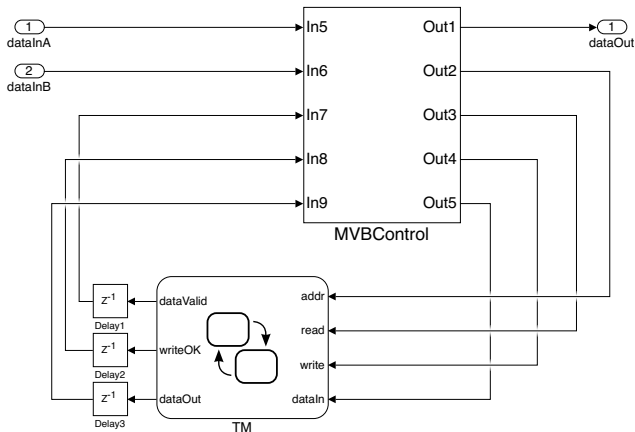 1
dataInA
2
dataInB
In5
In6
In7
In8
In9
Out1
Out2
Out3
Out4
Out5
1
dataOut
MVBControl
z-1
Delay1
z-1
Delay2
z-1
Delay3
dataValid
writeOK
dataOut
addr
read
write
dataIn
TM